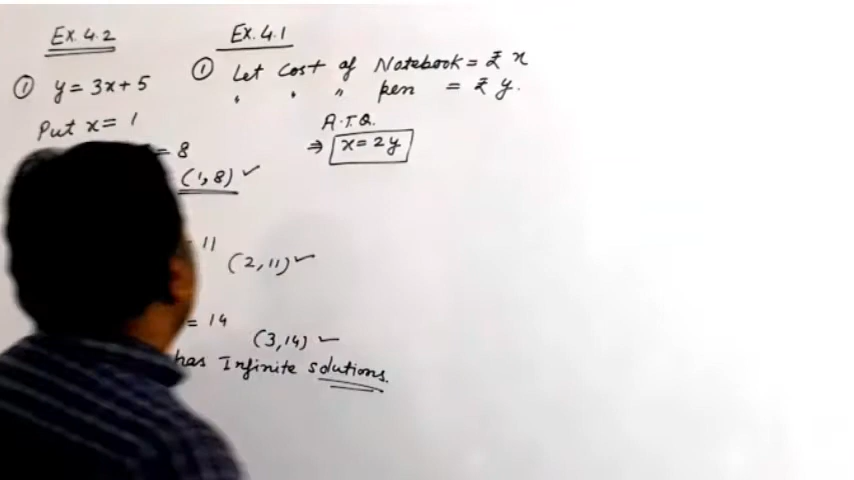 Ex. 4.2
① y = 3x + 5
Put x = 1
= 8
(1, 8) ✓
= 11
(2, 11) ✓
= 14
(3, 14) ✓
has Infinite solutions.
Ex. 4.1
① Let Cost of Notebook = ₹ x
" " " pen = ₹ y.
A.T.Q.
⇒ x = 2y